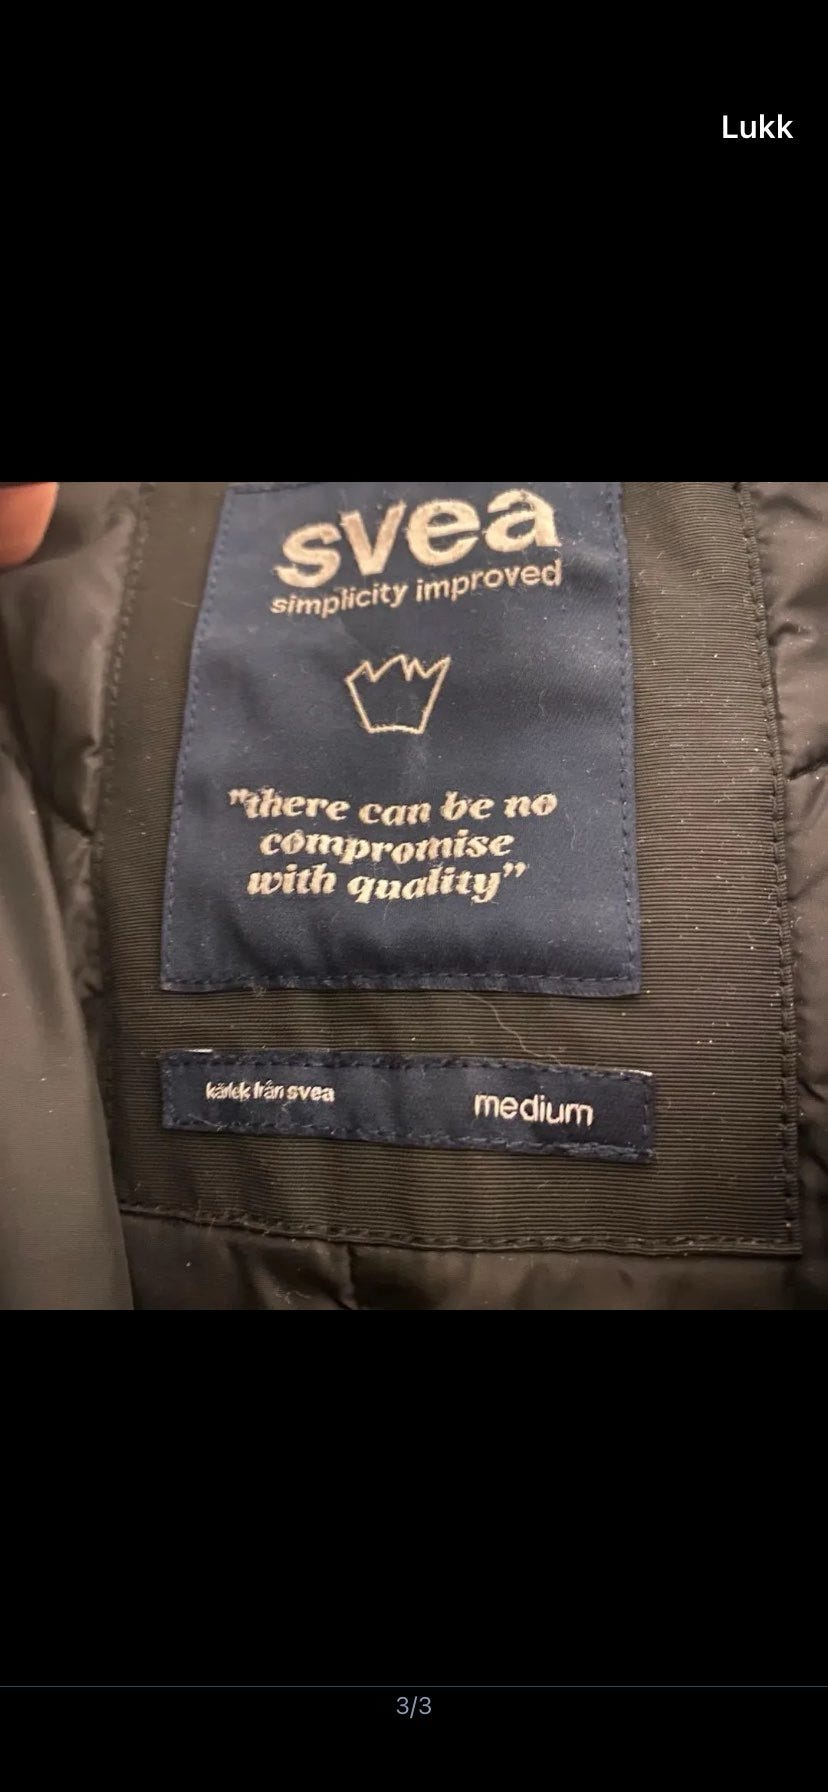 Lukk
svea
simplicity improved
"there can be no
compromise
with quality"
kärlek från svea
medium
3/3